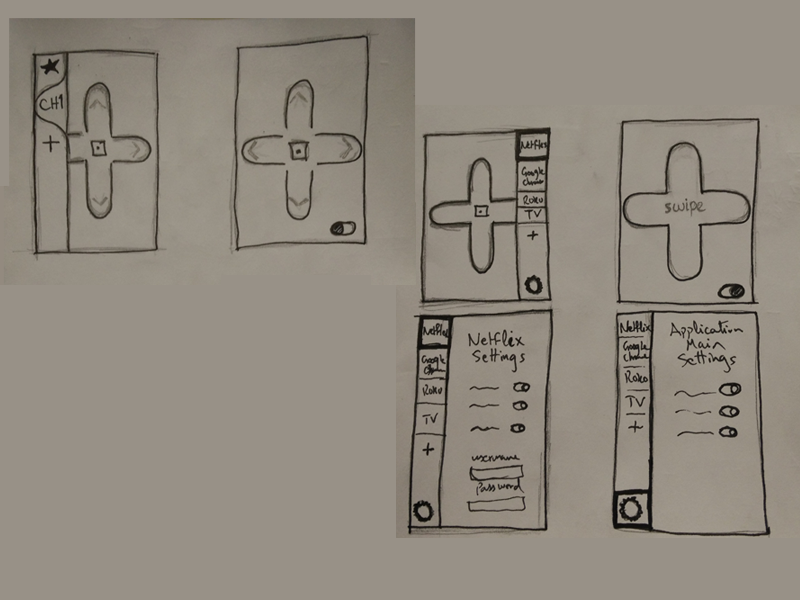 CH1
+
Netflix
Google
Chrome
Roku
TV
+
swipe
Netflix
Google
Chrome
Roku
TV
+
Netflix
Settings
username
Password
Netflix
Google
Chrome
Roku
TV
+
Application
Main
Settings